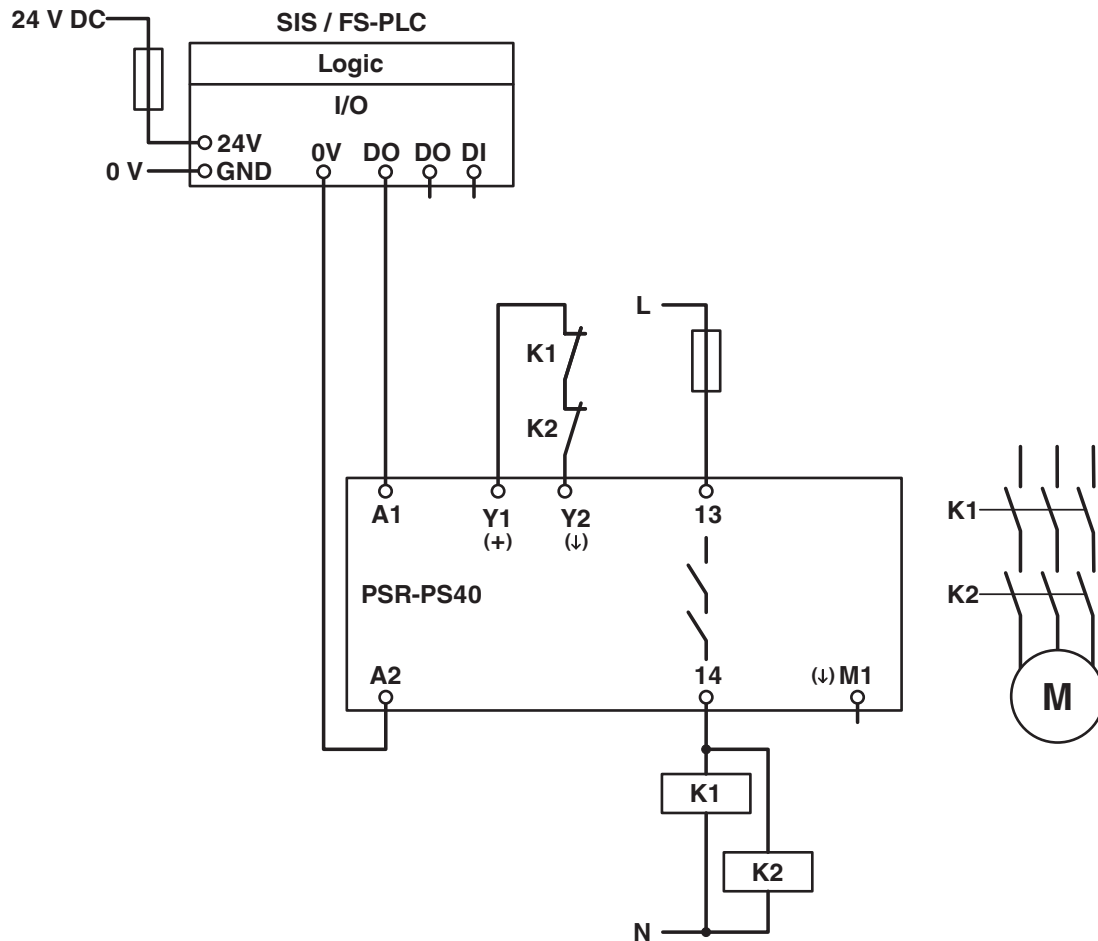 24 V DC
SIS / FS-PLC
Logic
I/O
24V
0V DO DO DI
0 V
GND
L
K1
K2
A1
Y1
(+)
Y2
(↓)
13
K1
PSR-PS40
K2
A2
14
(↓) M1
M
K1
K2
N